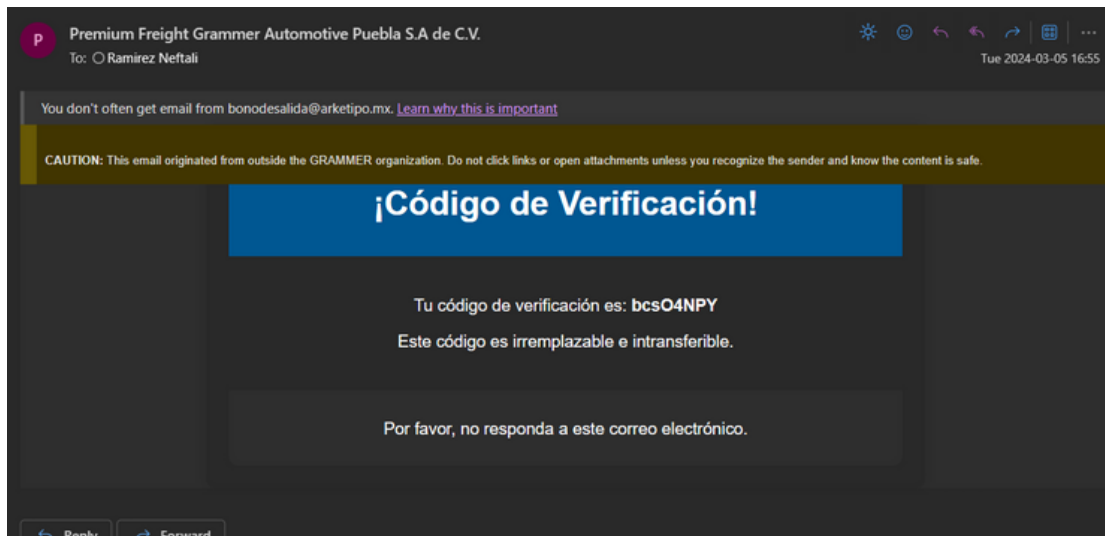 P
Premium Freight Grammer Automotive Puebla S.A de C.V.
To: Ramirez Neftali
Tue 2024-03-05 16:55
You don't often get email from bonodesalida@arketipo.mx. Learn why this is important
CAUTION: This email originated from outside the GRAMMER organization. Do not click links or open attachments unless you recognize the sender and know the content is safe.
¡Código de Verificación!
Tu código de verificación es: bcsO4NPY
Este código es irremplazable e intransferible.
Por favor, no responda a este correo electrónico.
Reply Forward